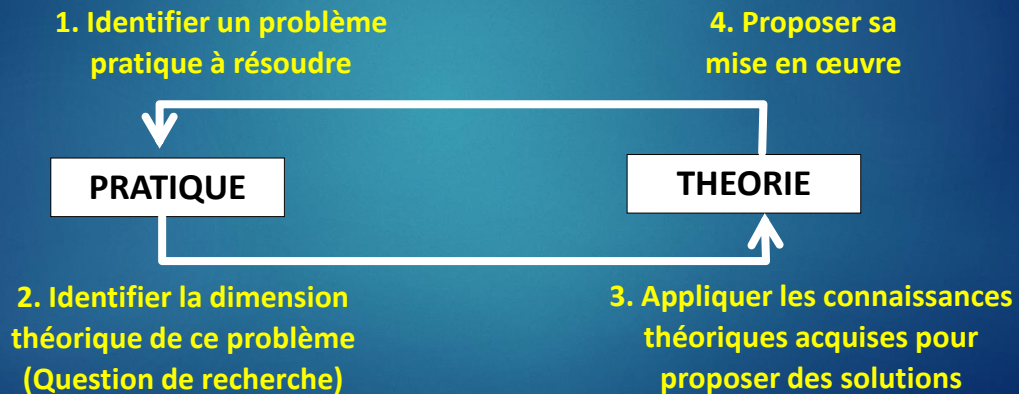 1. Identifier un problème
pratique à résoudre
4. Proposer sa
mise en œuvre
PRATIQUE
THEORIE
2. Identifier la dimension
théorique de ce problème
(Question de recherche)
3. Appliquer les connaissances
théoriques acquises pour
proposer des solutions